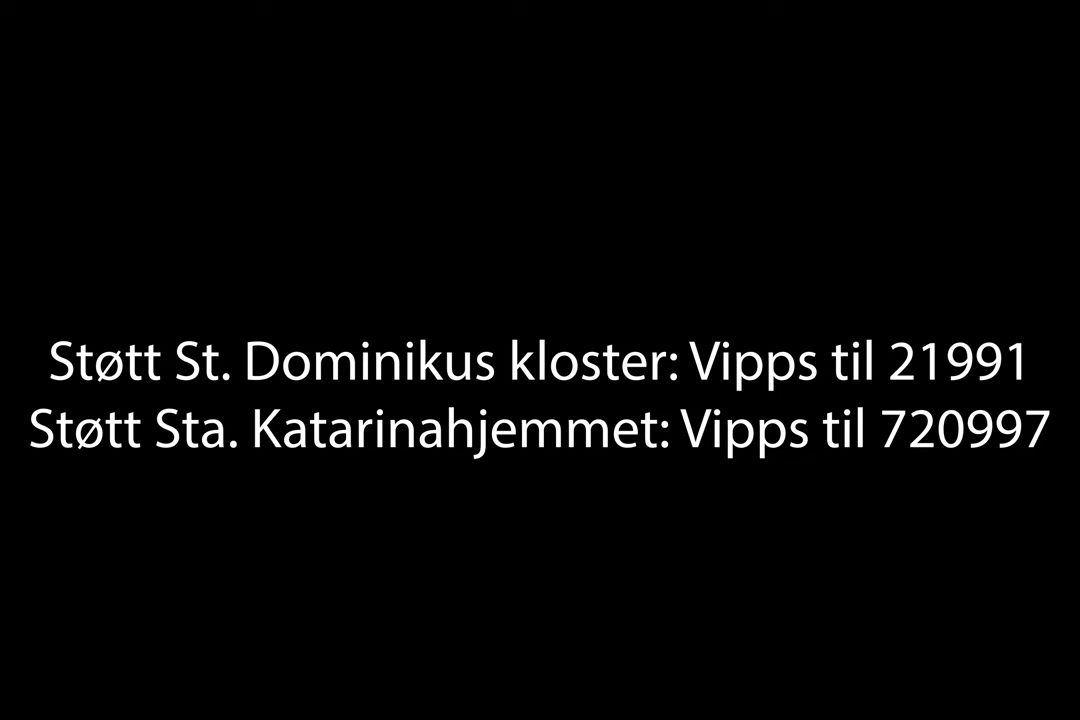 Støtt St. Dominikus kloster: Vipps til 21991
Støtt Sta. Katarinahjemmet: Vipps til 720997